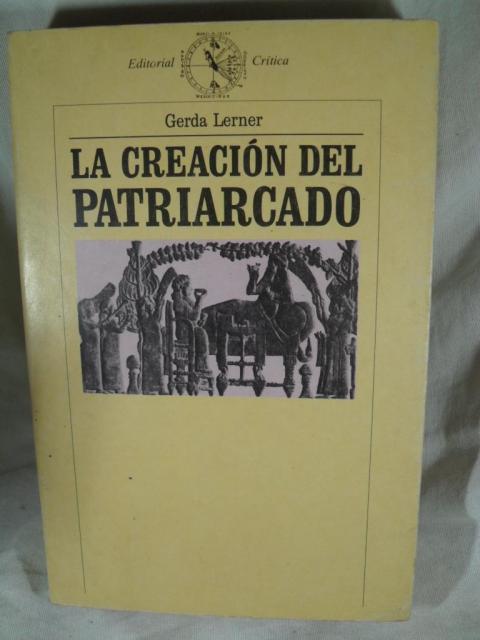 Editorial Crítica
Gerda Lerner
LA CREACIÓN DEL
PATRIARCADO